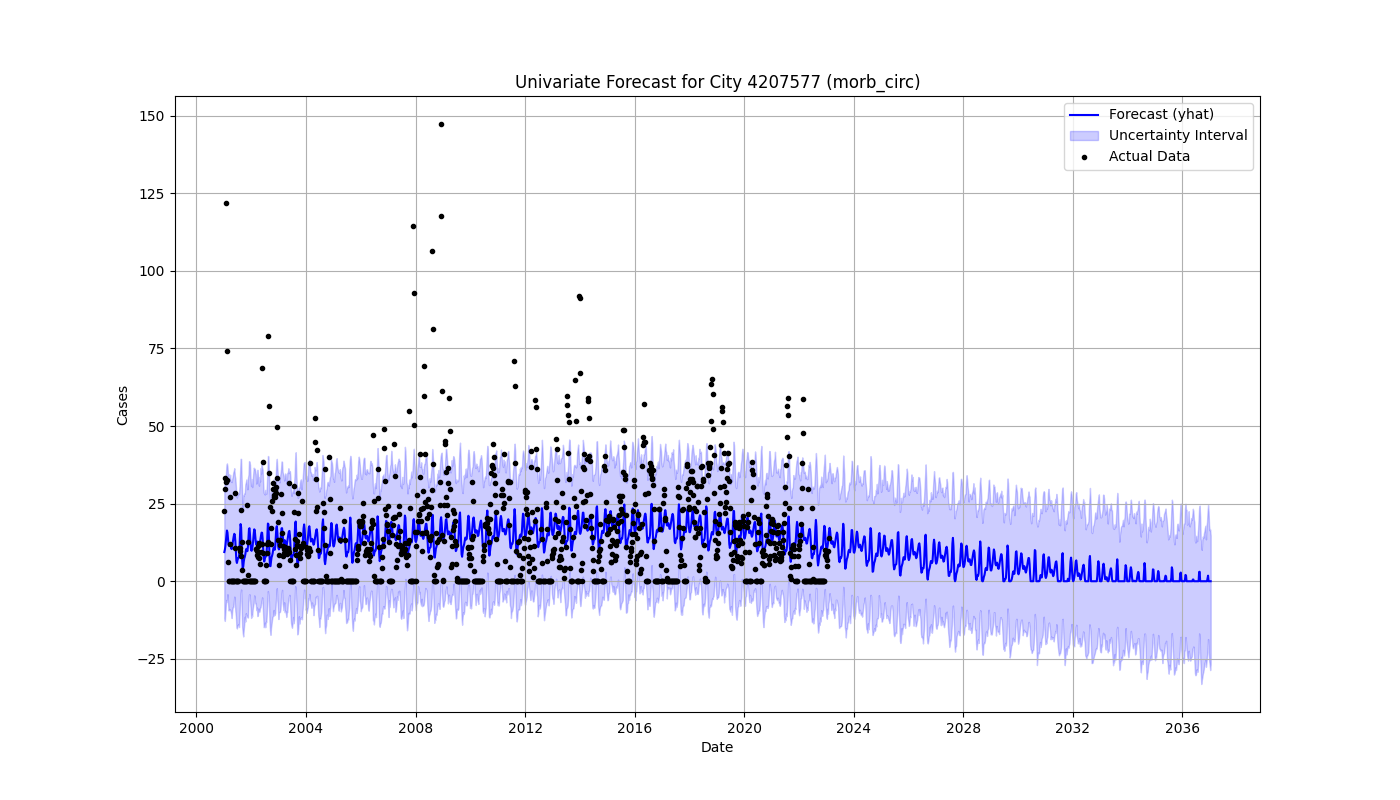 Univariate Forecast for City 4207577 (morb_circ)
Forecast (yhat)
Uncertainty Interval
Actual Data
150
125
100
75
50
25
0
−25
Cases
2000 2004 2008 2012 2016 2020 2024 2028 2032 2036
Date